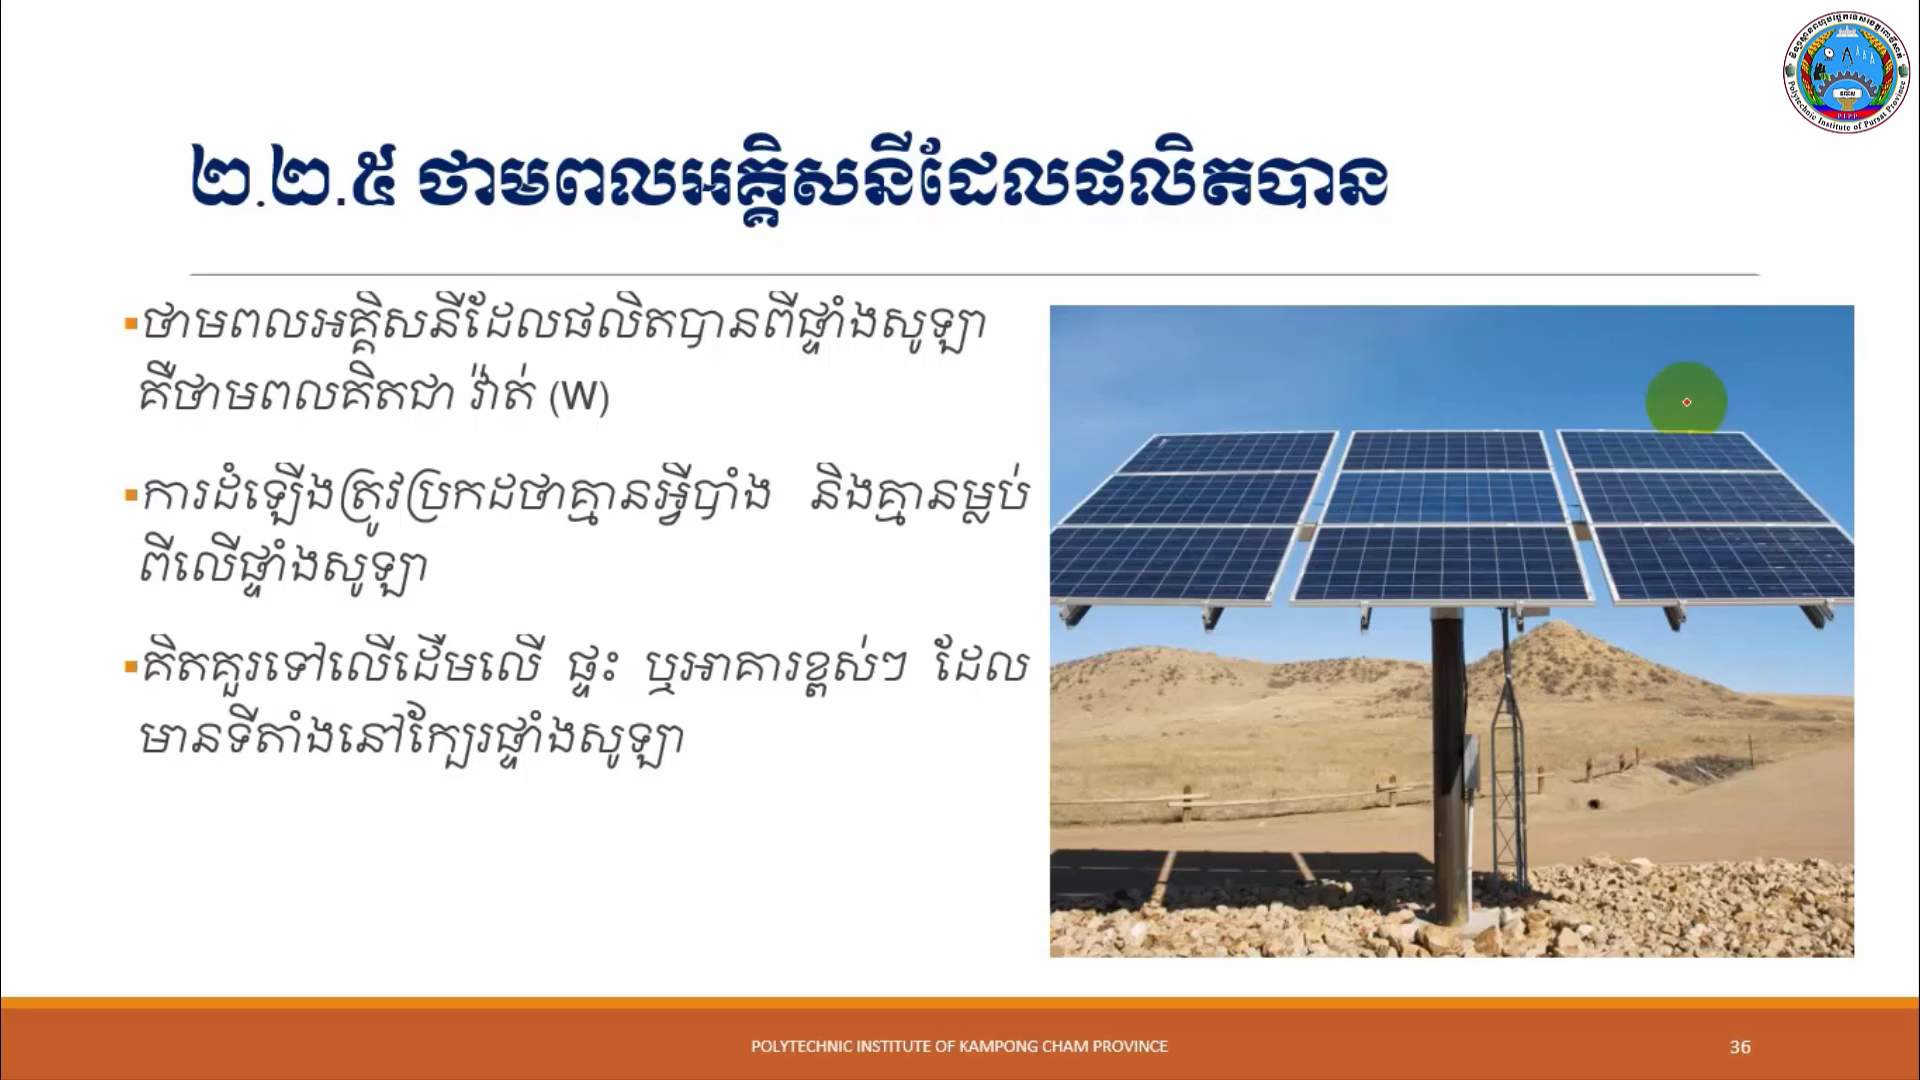 ២.២.៥ ថាមពលអគ្គិសនីដែលផលិតបាន
▪ថាមពលអគ្គិសនីដែលផលិតបានពីផ្ទាំងសូឡា
គឺថាមពលគិតជា វ៉ាត់ (W)
▪ការដំឡើងត្រូវប្រកដថាគ្មានអ្វីបាំង និងគ្មានម្លប់
ពីលើផ្ទាំងសូឡា
▪គិតគួរទៅលើដើមលើ ផ្ទះ ឬអាគារខ្ពស់ៗ ដែល
មានទីតាំងនៅក្បែរផ្ទាំងសូឡា
POLYTECHNIC INSTITUTE OF KAMPONG CHAM PROVINCE
36
Polytechnic Institute of Pursat Province